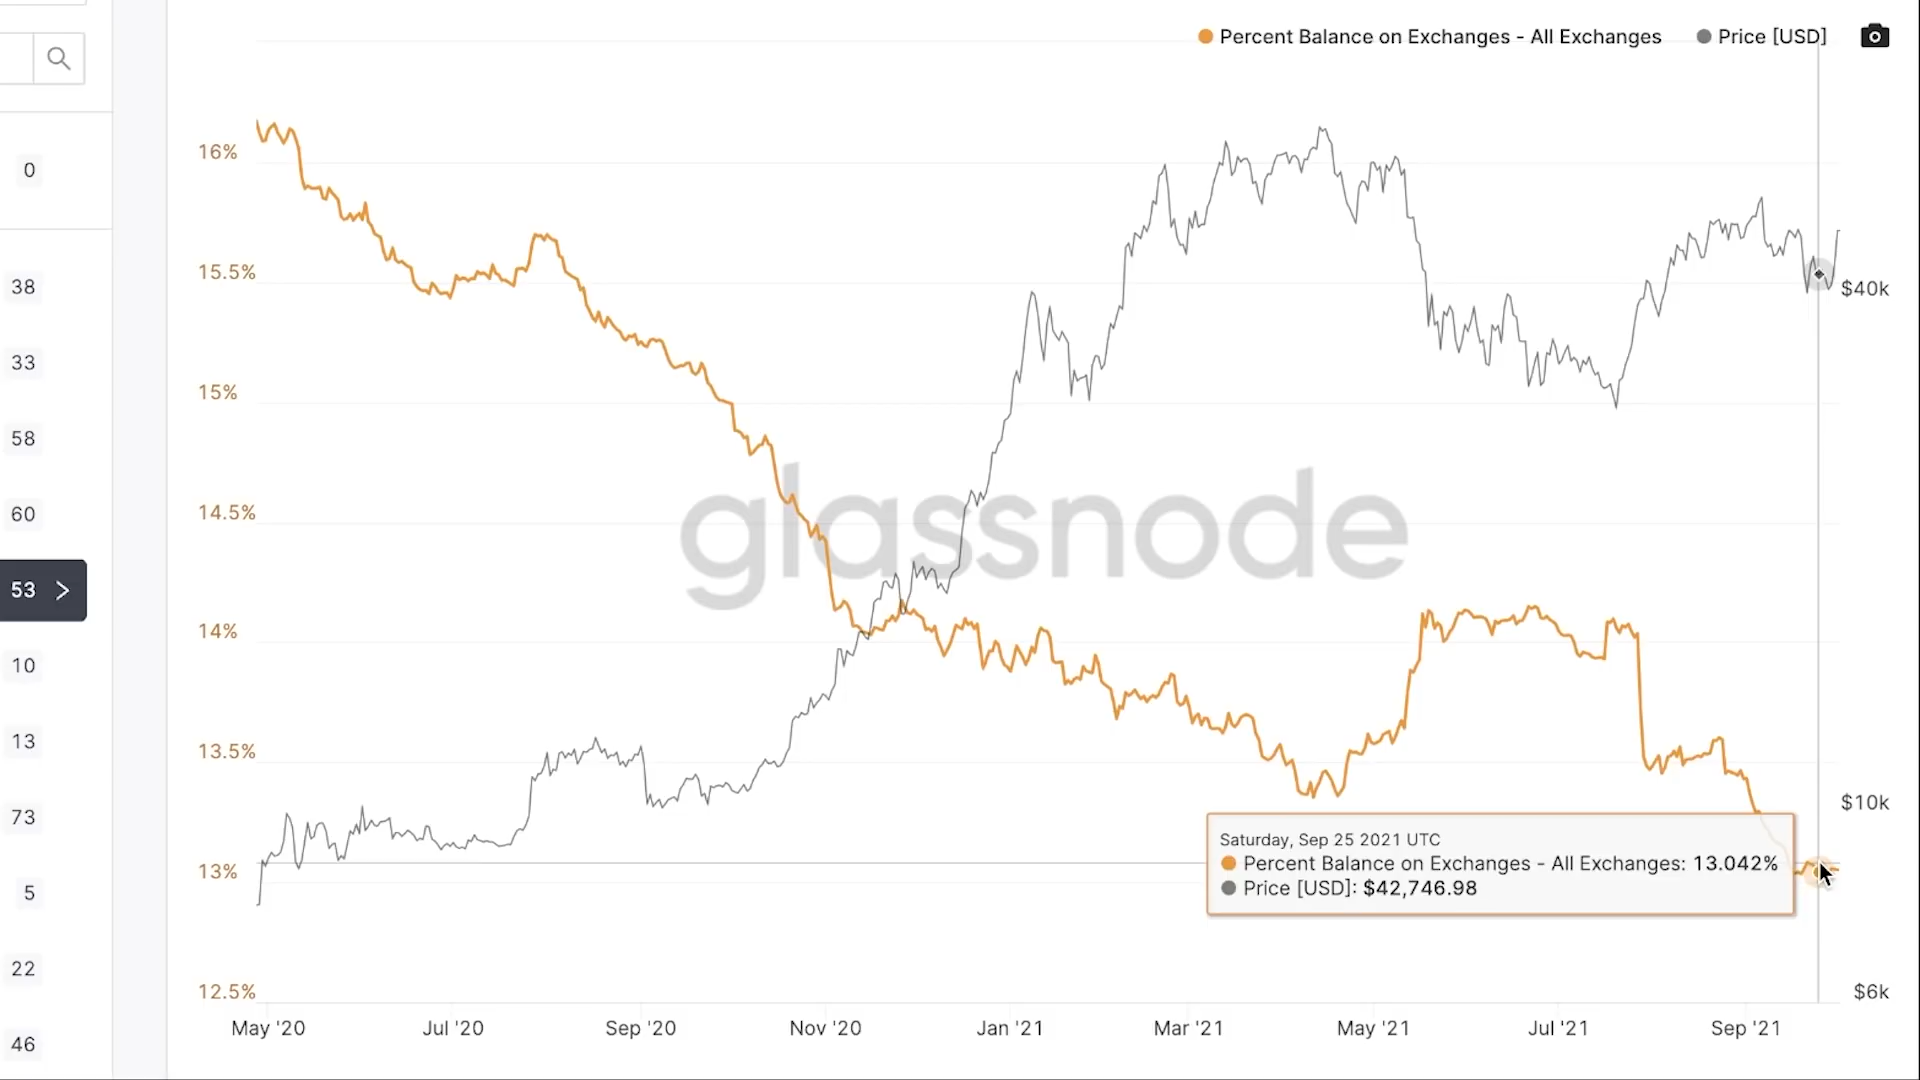 Percent Balance on Exchanges - All Exchanges
Price [USD]
0
38
33
58
60
53
10
13
73
5
22
46
16%
15.5%
15%
14.5%
14%
13.5%
13%
12.5%
glassnode
$40k
$10k
$6k
Saturday, Sep 25 2021 UTC
Percent Balance on Exchanges - All Exchanges: 13.042%
Price [USD]: $42,746.98
May '20
Jul '20
Sep '20
Nov '20
Jan '21
Mar '21
May '21
Jul '21
Sep '21